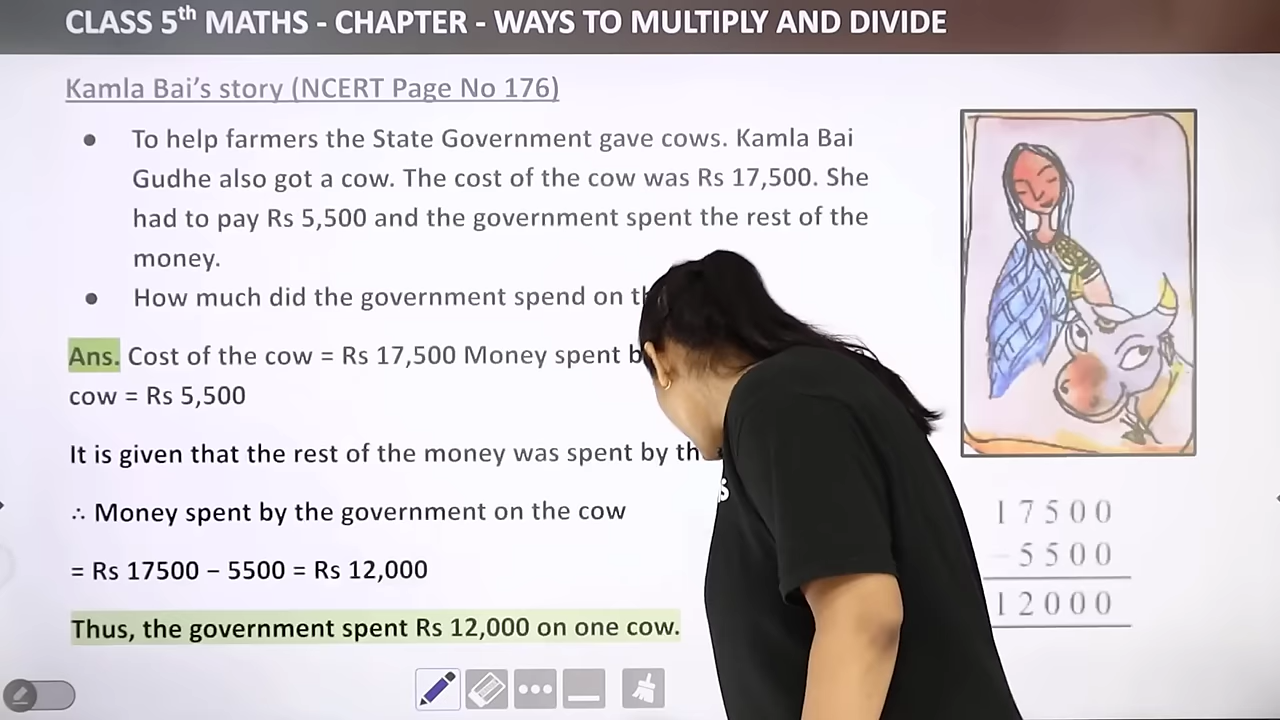 CLASS 5th MATHS - CHAPTER - WAYS TO MULTIPLY AND DIVIDE
Kamla Bai’s story (NCERT Page No 176)
● To help farmers the State Government gave cows. Kamla Bai
Gudhe also got a cow. The cost of the cow was Rs 17,500. She
had to pay Rs 5,500 and the government spent the rest of the
money.
● How much did the government spend on
Ans. Cost of the cow = Rs 17,500 Money spent
cow = Rs 5,500
It is given that the rest of the money was spent by
∴ Money spent by the government on the cow
= Rs 17500 − 5500 = Rs 12,000
Thus, the government spent Rs 12,000 on one cow.
17500
−5500
12000